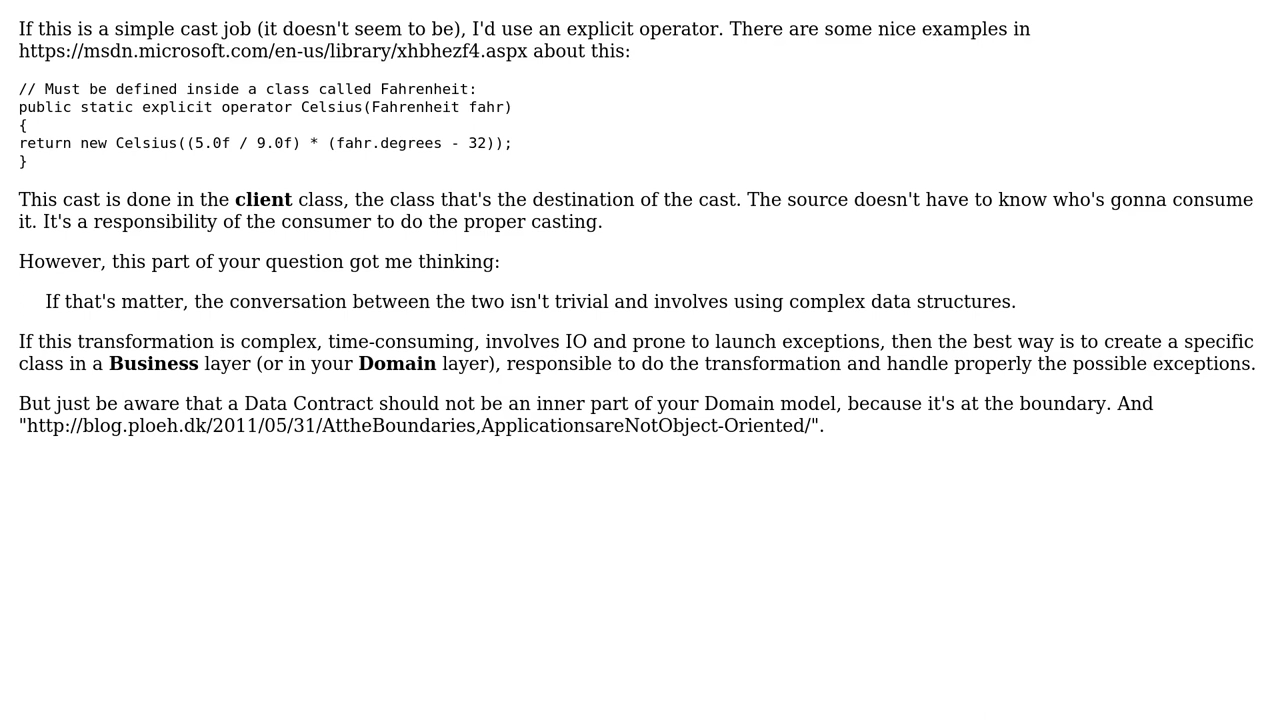 If this is a simple cast job (it doesn't seem to be), I'd use an explicit operator. There are some nice examples in
https://msdn.microsoft.com/en-us/library/xhbhezf4.aspx about this:
// Must be defined inside a class called Fahrenheit:
public static explicit operator Celsius(Fahrenheit fahr)
{
return new Celsius((5.0f / 9.0f) * (fahr.degrees - 32));
}
This cast is done in the client class, the class that's the destination of the cast. The source doesn't have to know who's gonna consume
it. It's a responsibility of the consumer to do the proper casting.
However, this part of your question got me thinking:
If that's matter, the conversation between the two isn't trivial and involves using complex data structures.
If this transformation is complex, time-consuming, involves IO and prone to launch exceptions, then the best way is to create a specific
class in a Business layer (or in your Domain layer), responsible to do the transformation and handle properly the possible exceptions.
But just be aware that a Data Contract should not be an inner part of your Domain model, because it's at the boundary. And
"http://blog.ploeh.dk/2011/05/31/AttheBoundaries,ApplicationsareNotObject-Oriented/".